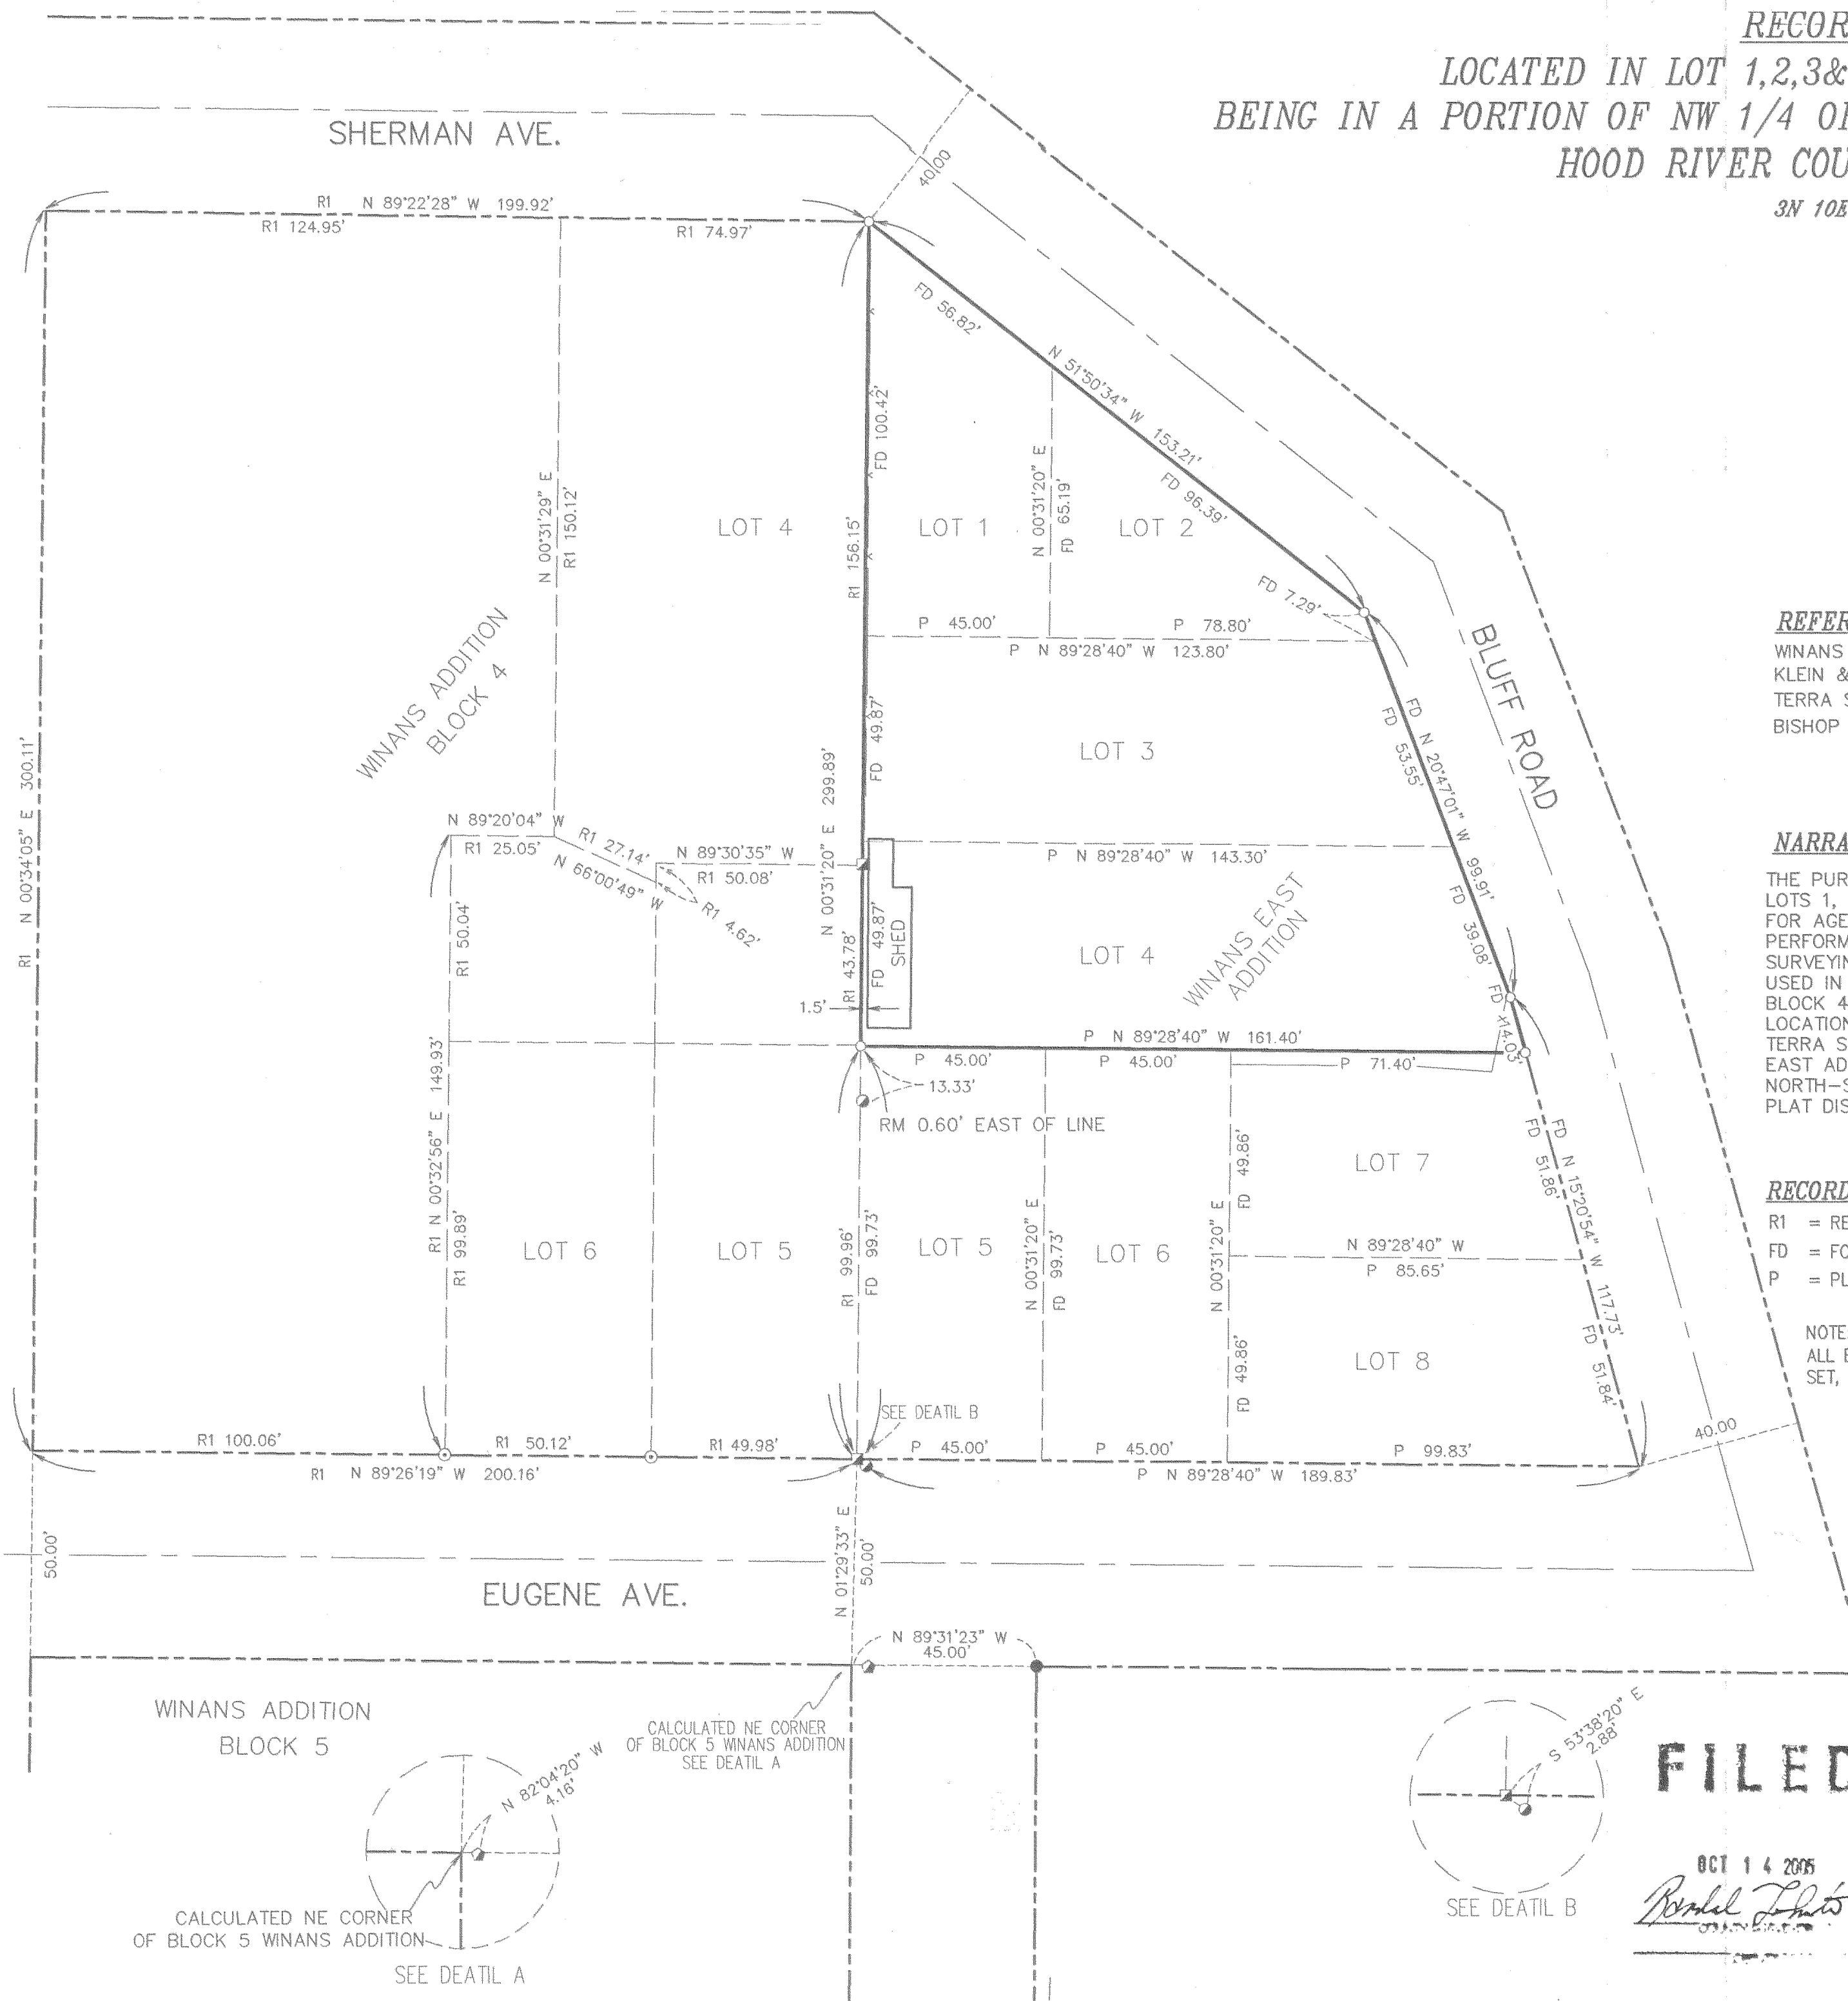 RECOR
LOCATED IN LOT 1,2,3&
BEING IN A PORTION OF NW 1/4 OF
HOOD RIVER COU
3N 10E
SHERMAN AVE.
40.00
R1 N 89°22'28" W 199.92'
R1 124.95'
R1 74.97'
FD 56.82'
N 51°50'34" W 153.21'
FD 96.39'
FD 100.42'
R1 156.15'
N 00°31'29" E
R1 150.12'
N 00°31'20" E
FD 65.19'
LOT 4
LOT 1
LOT 2
FD 7.29'
P 45.00'
P 78.80'
P N 89°28'40" W 123.80'
WINANS ADDITION
BLOCK 4
BLUFF ROAD
REFER
WINANS
KLEIN &
TERRA S
BISHOP
R1 N 00°34'05" E 300.11'
FD 49.87'
N 00°31'20" E 299.89'
LOT 3
FD N 20°47'01" W 99.91'
FD 53.55'
N 89°20'04" W
R1 25.05'
R1 27.14'
N 66°00'49" W
N 89°30'35" W
R1 50.08'
R1 4.62'
P N 89°28'40" W 143.30'
NARRA
THE PUR
LOTS 1,
FOR AGE
PERFORM
SURVEYIN
USED IN
BLOCK 4
LOCATION
TERRA S
EAST AD
NORTH-S
PLAT DIS
R1 50.04'
R1 43.78'
FD 49.87'
SHED
1.5'
LOT 4
WINANS EAST
ADDITION
FD 39.08'
FD 14.03'
P N 89°28'40" W 161.40'
P 45.00'
P 45.00'
P 71.40'
13.33'
RM 0.60' EAST OF LINE
R1 N 00°32'56" E 149.93'
R1 99.89'
LOT 6
LOT 5
R1 99.96'
FD 99.73'
LOT 5
N 00°31'20" E
FD 99.73'
LOT 6
N 00°31'20" E
FD 49.86'
LOT 7
FD 51.86'
FD N 15°20'54" W 117.73'
N 89°28'40" W
P 85.65'
FD 49.86'
LOT 8
FD 51.84'
RECORD
R1 = RE
FD = FO
P = PL
NOTE
ALL B
SET,
SEE DEATIL B
R1 100.06'
R1 50.12'
R1 49.98'
P 45.00'
P 45.00'
P 99.83'
40.00
R1 N 89°26'19" W 200.16'
P N 89°28'40" W 189.83'
50.00'
N 01°29'33" E
50.00'
EUGENE AVE.
N 89°31'23" W
45.00'
WINANS ADDITION
BLOCK 5
CALCULATED NE CORNER
OF BLOCK 5 WINANS ADDITION
SEE DEATIL A
N 82°04'20" W
4.16'
CALCULATED NE CORNER
OF BLOCK 5 WINANS ADDITION
SEE DEATIL A
S 53°38'20" E
2.88'
SEE DEATIL B
FILED
OCT 14 2005